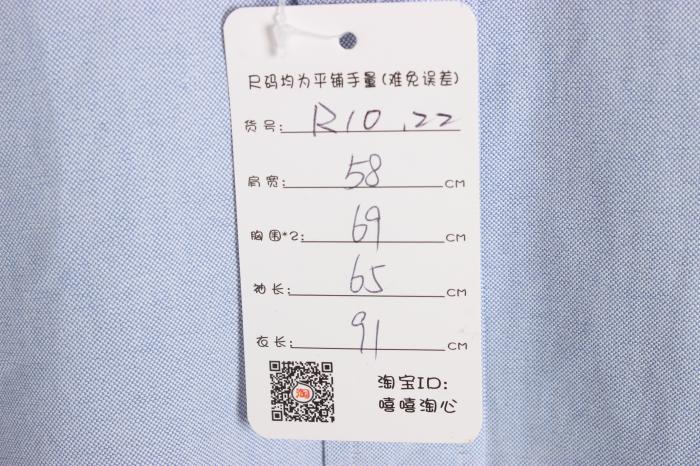 尺码均为平铺手量(难免误差)
货号: R10.22
肩宽: 58 CM
胸围*2: 69 CM
袖长: 65 CM
衣长: 91 CM
淘
淘宝ID:
嘻嘻淘心